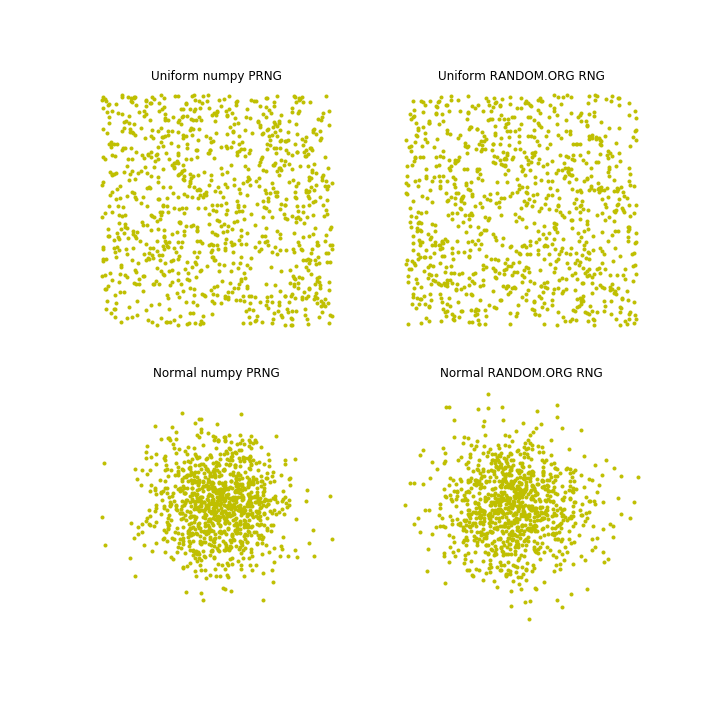 Uniform numpy PRNG
Uniform RANDOM.ORG RNG
Normal numpy PRNG
Normal RANDOM.ORG RNG